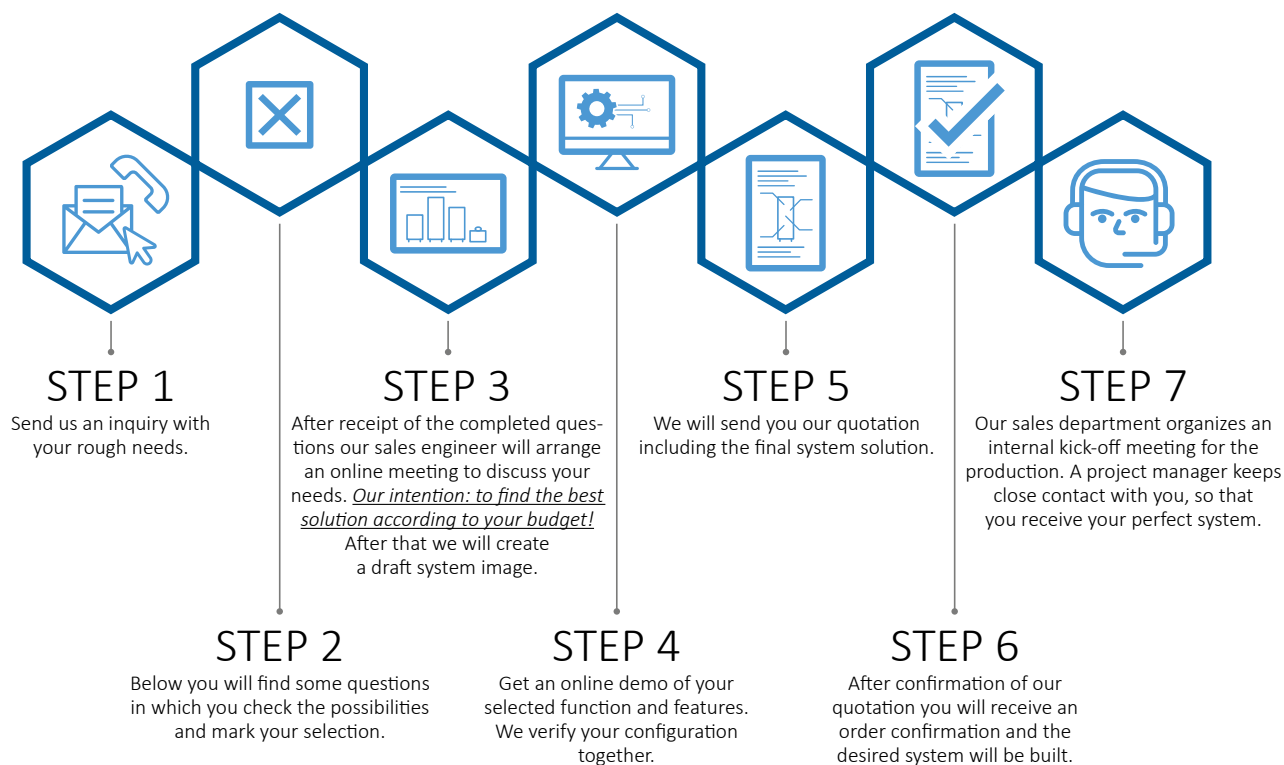 STEP 1
Send us an inquiry with
your rough needs.
STEP 2
Below you will find some questions
in which you check the possibilities
and mark your selection.
STEP 3
After receipt of the completed ques-
tions our sales engineer will arrange
an online meeting to discuss your
needs. Our intention: to find the best
solution according to your budget!
After that we will create
a draft system image.
STEP 4
Get an online demo of your
selected function and features.
We verify your configuration
together.
STEP 5
We will send you our quotation
including the final system solution.
STEP 6
After confirmation of our
quotation you will receive an
order confirmation and the
desired system will be built.
STEP 7
Our sales department organizes an
internal kick-off meeting for the
production. A project manager keeps
close contact with you, so that
you receive your perfect system.